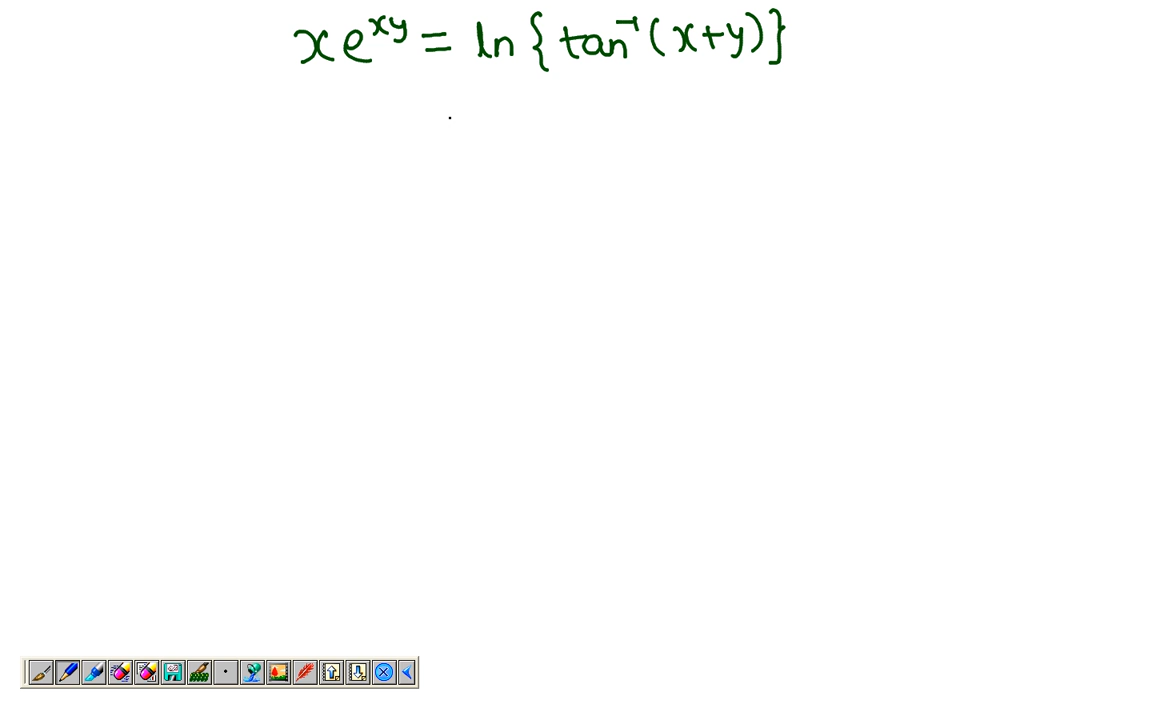 xe^{xy} = ln{tan⁻¹(x+y)}